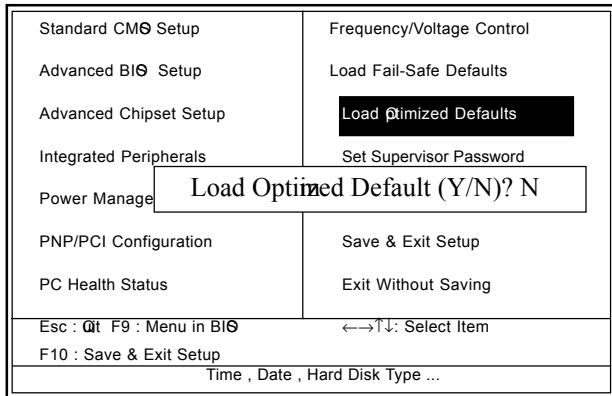 Standard CMOS Setup
Advanced BIOS Setup
Advanced Chipset Setup
Integrated Peripherals
Power Manage
PNP/PCI Configuration
PC Health Status
Frequency/Voltage Control
Load Fail-Safe Defaults
Load Optimized Defaults
Set Supervisor Password
Load Optimized Default (Y/N)? N
Save & Exit Setup
Exit Without Saving
Esc : Quit F9 : Menu in BIOS ←→↑↓: Select Item
F10 : Save & Exit Setup
Time , Date , Hard Disk Type ...